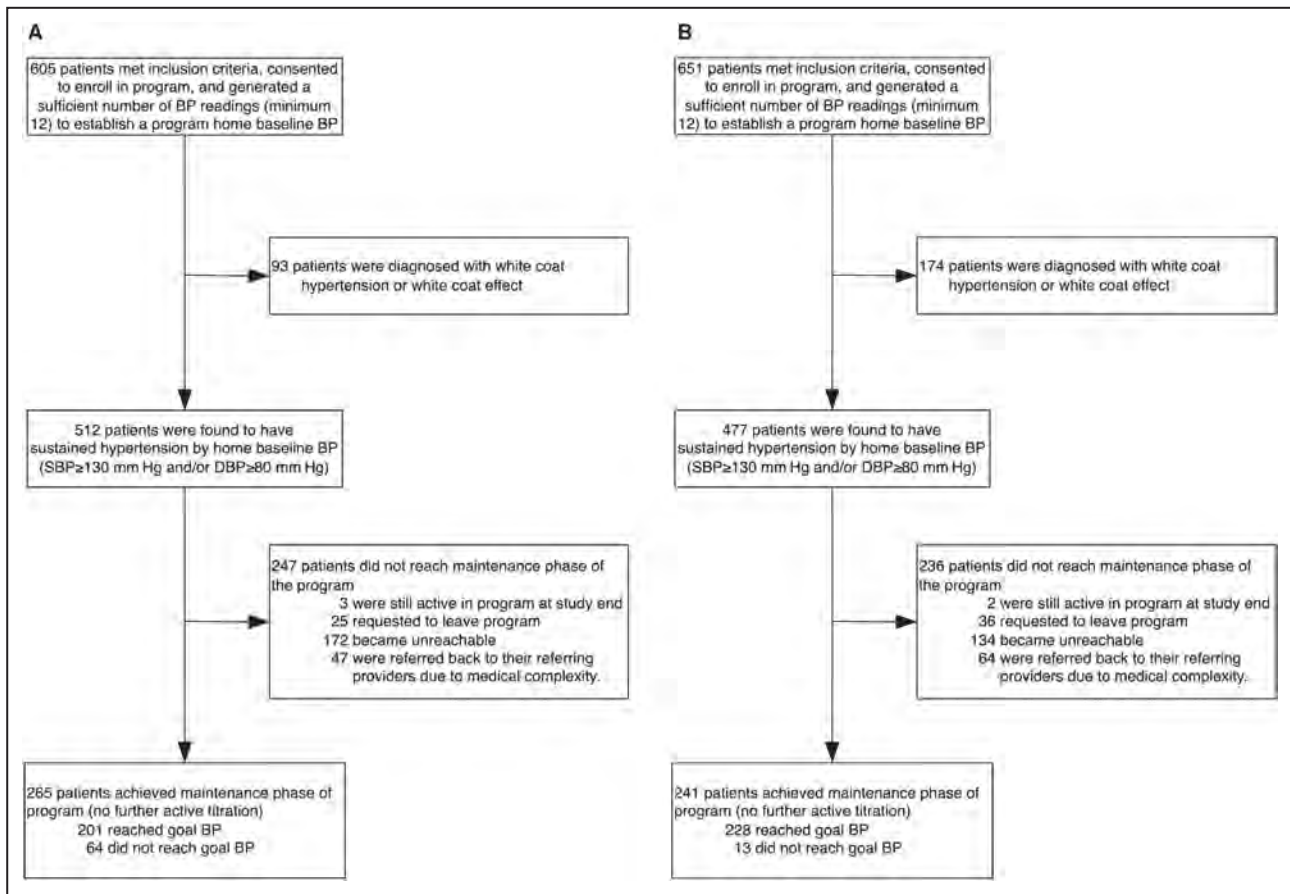 A
605 patients met inclusion criteria, consented
to enroll in program, and generated a
sufficient number of BP readings (minimum
12) to establish a program home baseline BP
93 patients were diagnosed with white coat
hypertension or white coat effect
512 patients were found to have
sustained hypertension by home baseline BP
(SBP≥130 mm Hg and/or DBP≥80 mm Hg)
247 patients did not reach maintenance phase of
the program
3 were still active in program at study end
25 requested to leave program
172 became unreachable
47 were referred back to their referring
providers due to medical complexity.
265 patients achieved maintenance phase of
program (no further active titration)
201 reached goal BP
64 did not reach goal BP
B
651 patients met inclusion criteria, consented
to enroll in program, and generated a
sufficient number of BP readings (minimum
12) to establish a program home baseline BP
174 patients were diagnosed with white coat
hypertension or white coat effect
477 patients were found to have
sustained hypertension by home baseline BP
(SBP≥130 mm Hg and/or DBP≥80 mm Hg)
236 patients did not reach maintenance phase of
the program
2 were still active in program at study end
36 requested to leave program
134 became unreachable
64 were referred back to their referring
providers due to medical complexity.
241 patients achieved maintenance phase of
program (no further active titration)
228 reached goal BP
13 did not reach goal BP